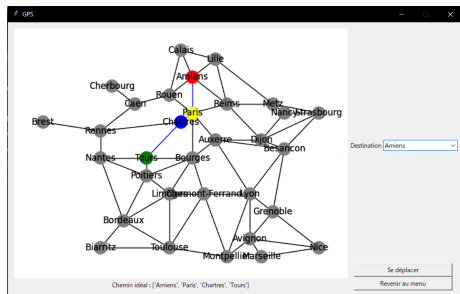 GPS
Calais
Lille
Amiens
Cherbourg
Rouen
Caen
Reims
Metz
Paris
Nancy
Strasbourg
Brest
Chartres
Rennes
Auxerre
Dijon
Besancon
Nantes
Tours
Bourges
Poitiers
Limoges
Clermont-Ferrand
Lyon
Grenoble
Bordeaux
Avignon
Biarritz
Toulouse
Nice
Montpellier
Marseille
Destination
Amiens
Se déplacer
Chemin idéal : ['Amiens', 'Paris', 'Chartres', 'Tours']
Revenir au menu